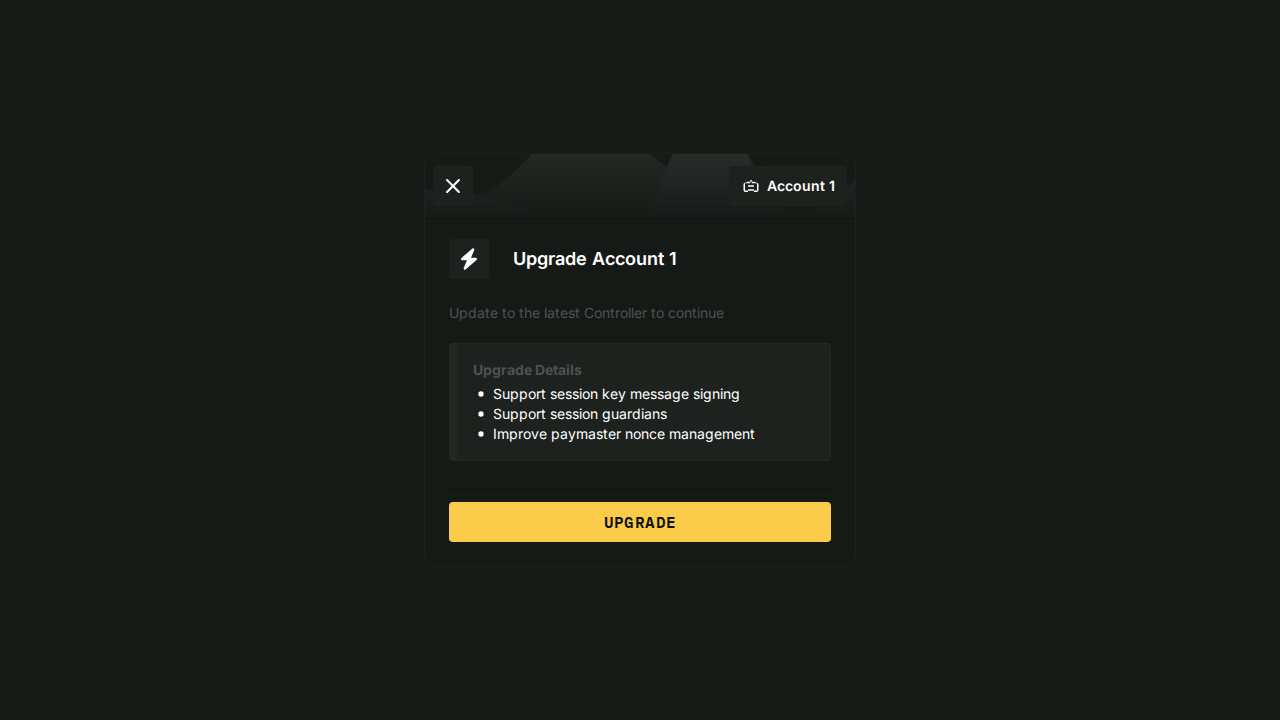 Account 1
Upgrade Account 1
Update to the latest Controller to continue
Upgrade Details
Support session key message signing
Support session guardians
Improve paymaster nonce management
UPGRADE